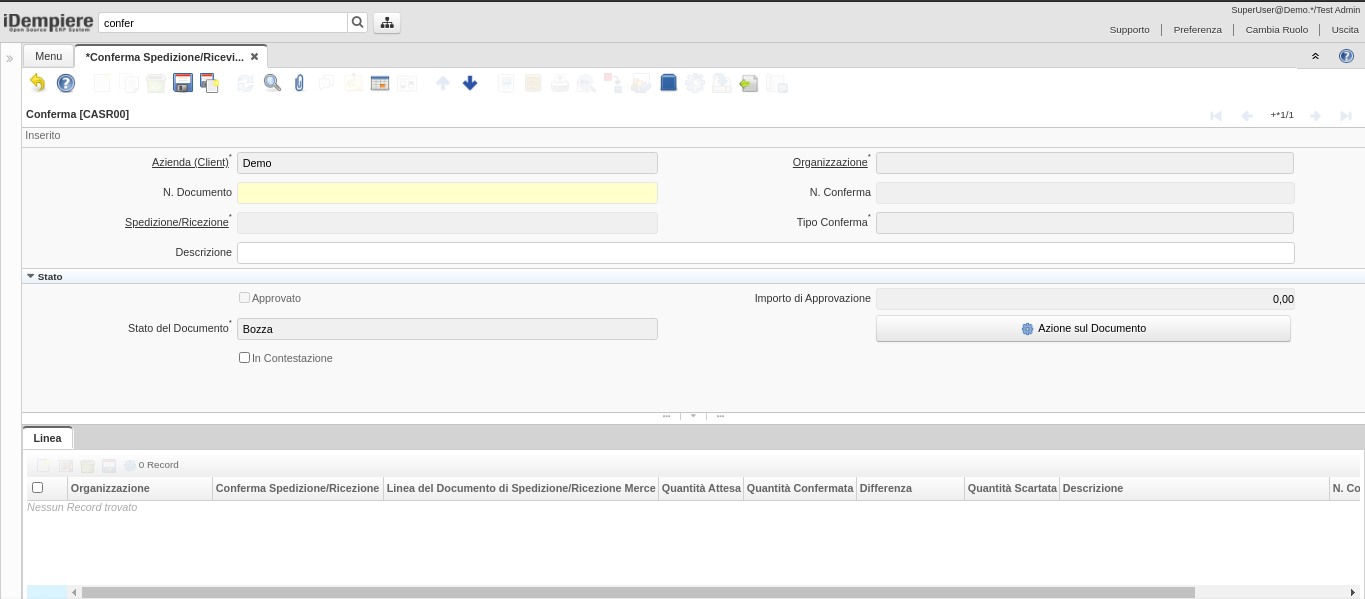 SuperUser@Demo.*/Test Admin
iDempiere
Open Source ERP System
confer
Supporto
Preferenza
Cambia Ruolo
Uscita
Menu
*Conferma Spedizione/Ricevi...
Conferma [CASR00]
+*1/1
Inserito
Azienda (Client)*
Demo
Organizzazione*
N. Documento
N. Conferma
Spedizione/Ricezione*
Tipo Conferma*
Descrizione
Stato
Approvato
Importo di Approvazione
0,00
Stato del Documento*
Bozza
Azione sul Documento
In Contestazione
Linea
0 Record
Organizzazione
Conferma Spedizione/Ricezione
Linea del Documento di Spedizione/Ricezione Merce
Quantità Attesa
Quantità Confermata
Differenza
Quantità Scartata
Descrizione
N. Co
Nessun Record trovato